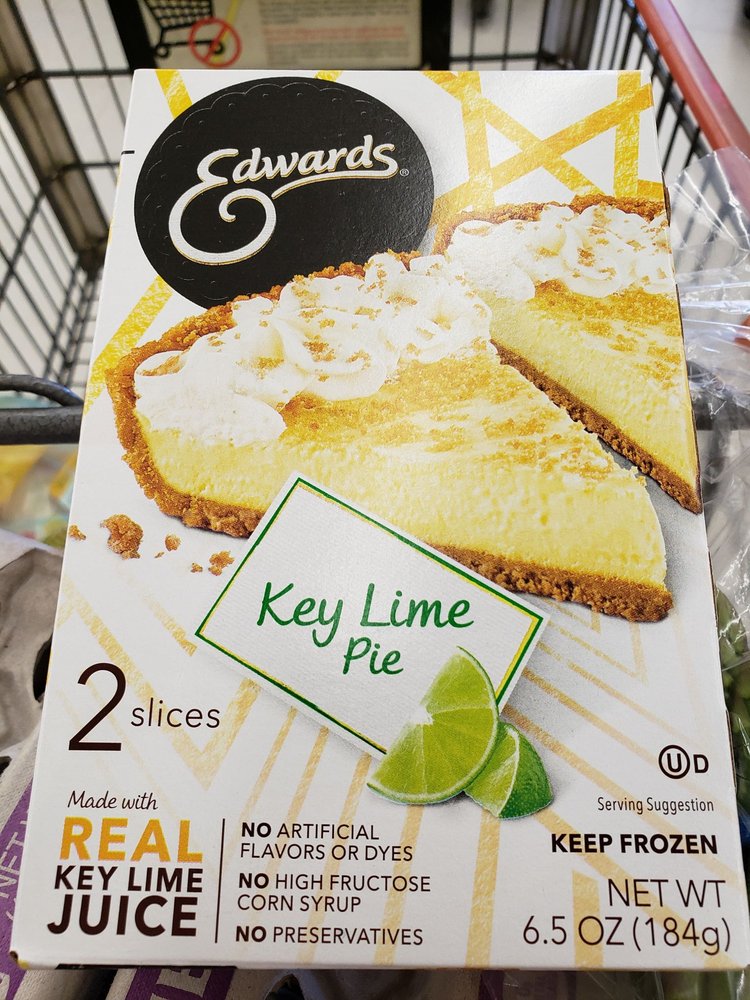 Edwards®
Key Lime
Pie
2 slices
Made with
REAL
KEY LIME
JUICE
NO ARTIFICIAL
FLAVORS OR DYES
NO HIGH FRUCTOSE
CORN SYRUP
NO PRESERVATIVES
U D
Serving Suggestion
KEEP FROZEN
NET WT
6.5 OZ (184g)